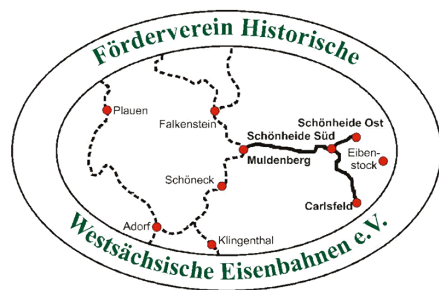 Förderverein Historische
Plauen
Falkenstein
Schönheide Ost
Schönheide Süd
Muldenberg
Eiben-
stock
Schöneck
Carlsfeld
Adorf
Klingenthal
Westsächsische Eisenbahnen e.V.